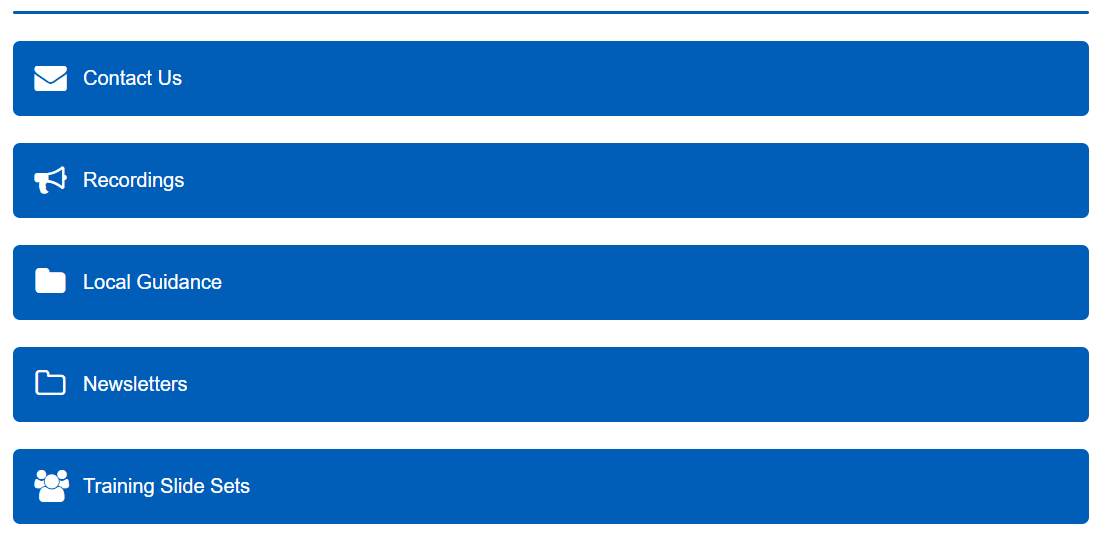 Contact Us
Recordings
Local Guidance
Newsletters
Training Slide Sets